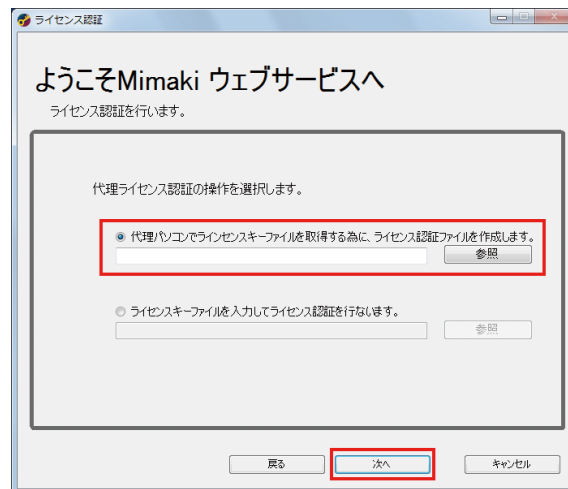 ライセンス認証
ようこそMimaki ウェブサービスへ
ライセンス認証を行います。
代理ライセンス認証の操作を選択します。
代理パソコンでラインセンスキーファイルを取得する為に、ライセンス認証ファイルを作成します。
参照
ライセンスキーファイルを入力してライセンス認証を行ないます。
参照
戻る
次へ
キャンセル